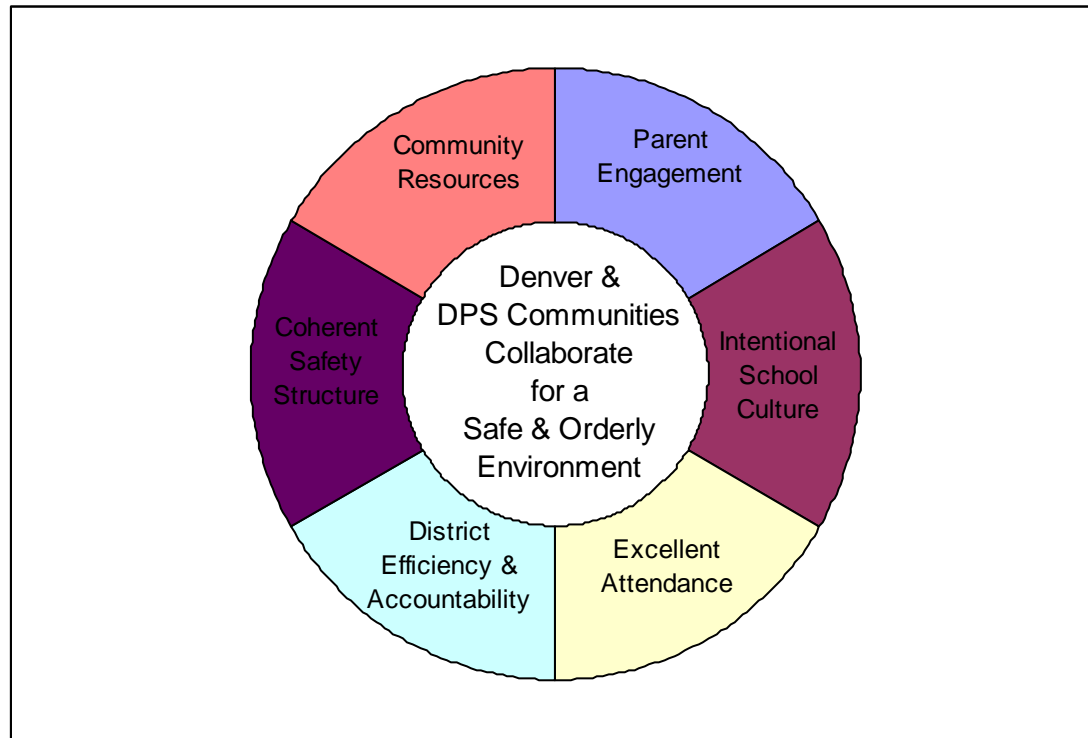 Community
Resources
Parent
Engagement
Intentional
School
Culture
Excellent
Attendance
District
Efficiency &
Accountability
Coherent
Safety
Structure
Denver &
DPS Communities
Collaborate
for a
Safe & Orderly
Environment